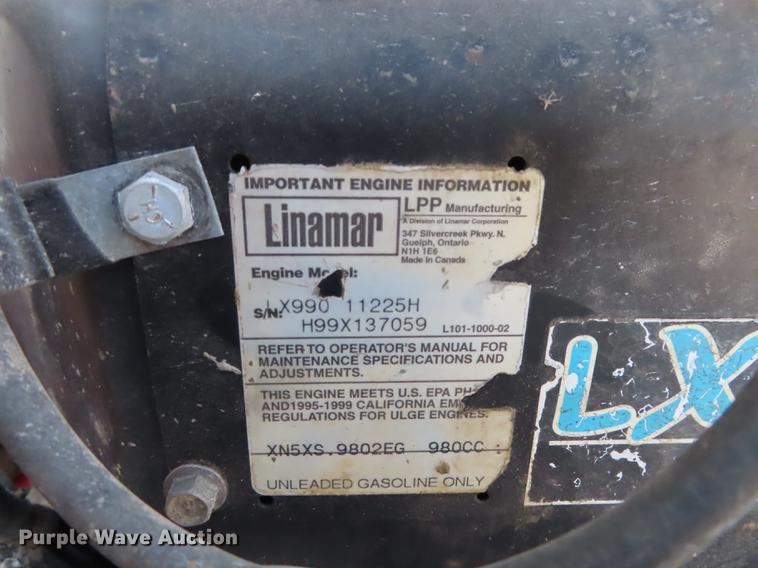 IMPORTANT ENGINE INFORMATION
Linamar
LPP Manufacturing
A Division of Linamar Corporation
347 Silvercreek Pkwy. N.
Guelph, Ontario
N1H 1E6
Made in Canada
Engine Model:
LX990 11225H
S/N: H99X137059
L101-1000-02
REFER TO OPERATOR'S MANUAL FOR
MAINTENANCE SPECIFICATIONS AND
ADJUSTMENTS.
THIS ENGINE MEETS U.S. EPA PH
AND 1995-1999 CALIFORNIA EM
REGULATIONS FOR ULGE ENGINES.
XN5XS.9802EG 980CC
UNLEADED GASOLINE ONLY
LX
Purple Wave Auction